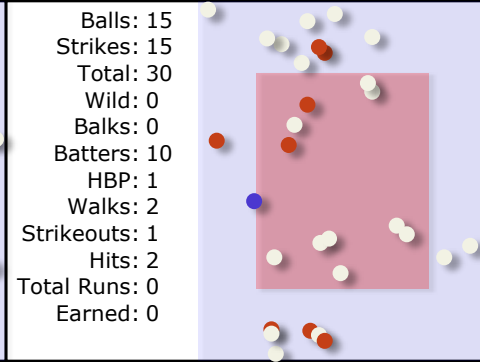 Balls: 15
Strikes: 15
Total: 30
Wild: 0
Balks: 0
Batters: 10
HBP: 1
Walks: 2
Strikeouts: 1
Hits: 2
Total Runs: 0
Earned: 0